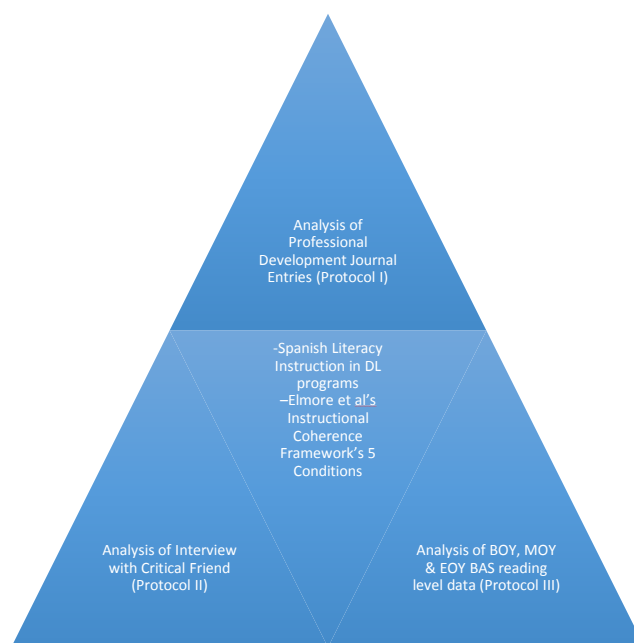 Analysis of
Professional
Development Journal
Entries (Protocol I)
-Spanish Literacy
Instruction in DL
programs
–Elmore et al's
Instructional
Coherence
Framework's 5
Conditions
Analysis of Interview
with Critical Friend
(Protocol II)
Analysis of BOY, MOY
& EOY BAS reading
level data (Protocol III)